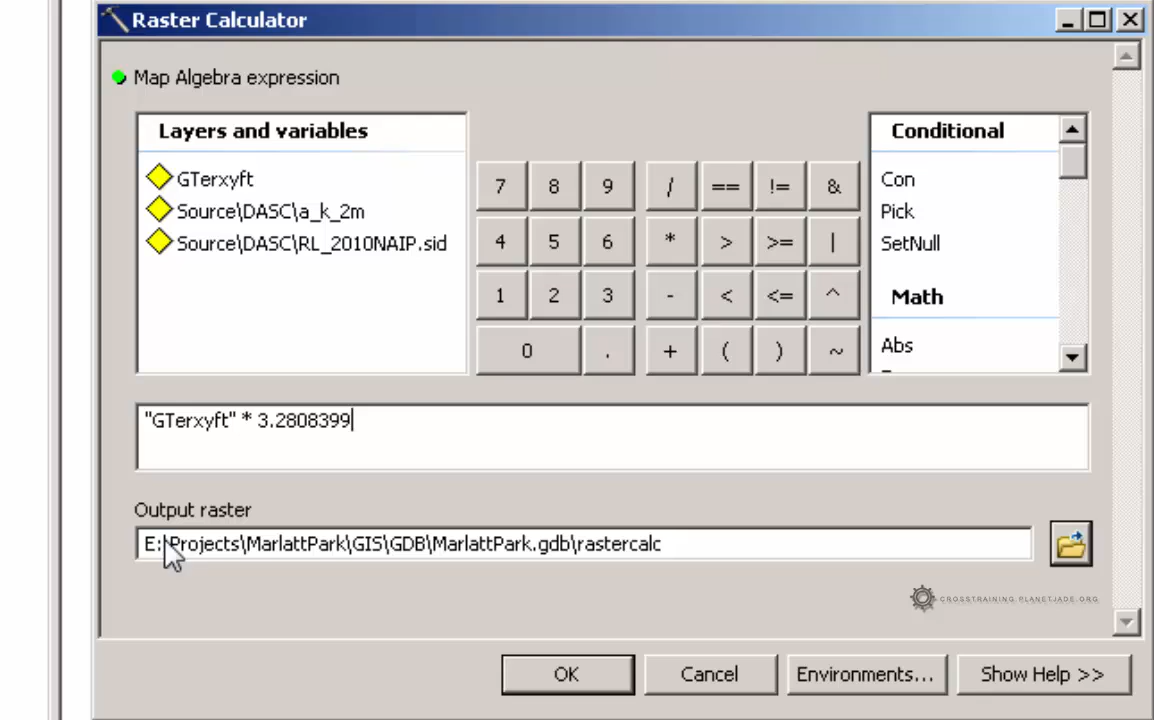 Raster Calculator
Map Algebra expression
Layers and variables
GTerxyft
Source\DASC\a_k_2m
Source\DASC\RL_2010NAIP.sid
7 8 9 / == != &
4 5 6 * > >= |
1 2 3 - < <= ^
0 . + ( ) ~
Conditional
Con
Pick
SetNull
Math
Abs
"GTerxyft" * 3.2808399
Output raster
E:\Projects\MarlattPark\GIS\GDB\MarlattPark.gdb\rastercalc
CROSSTRAINING.PLANETJADE.ORG
OK Cancel Environments... Show Help >>